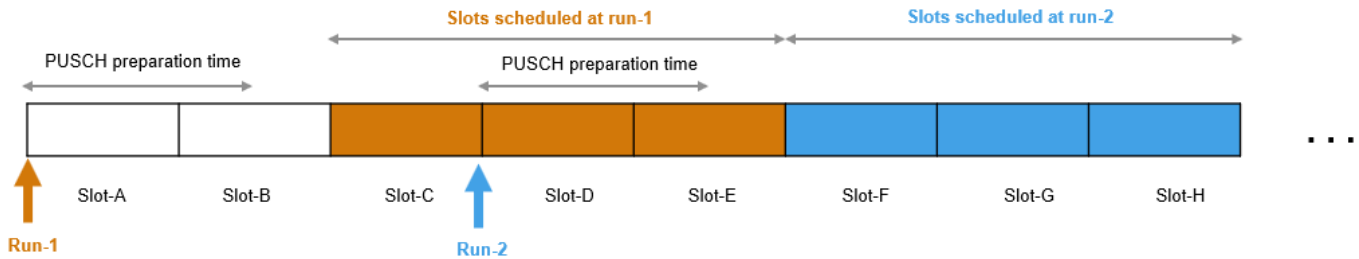 Slots scheduled at run-1
Slots scheduled at run-2
PUSCH preparation time
PUSCH preparation time
. . .
Slot-A
Slot-B
Slot-C
Slot-D
Slot-E
Slot-F
Slot-G
Slot-H
Run-1
Run-2